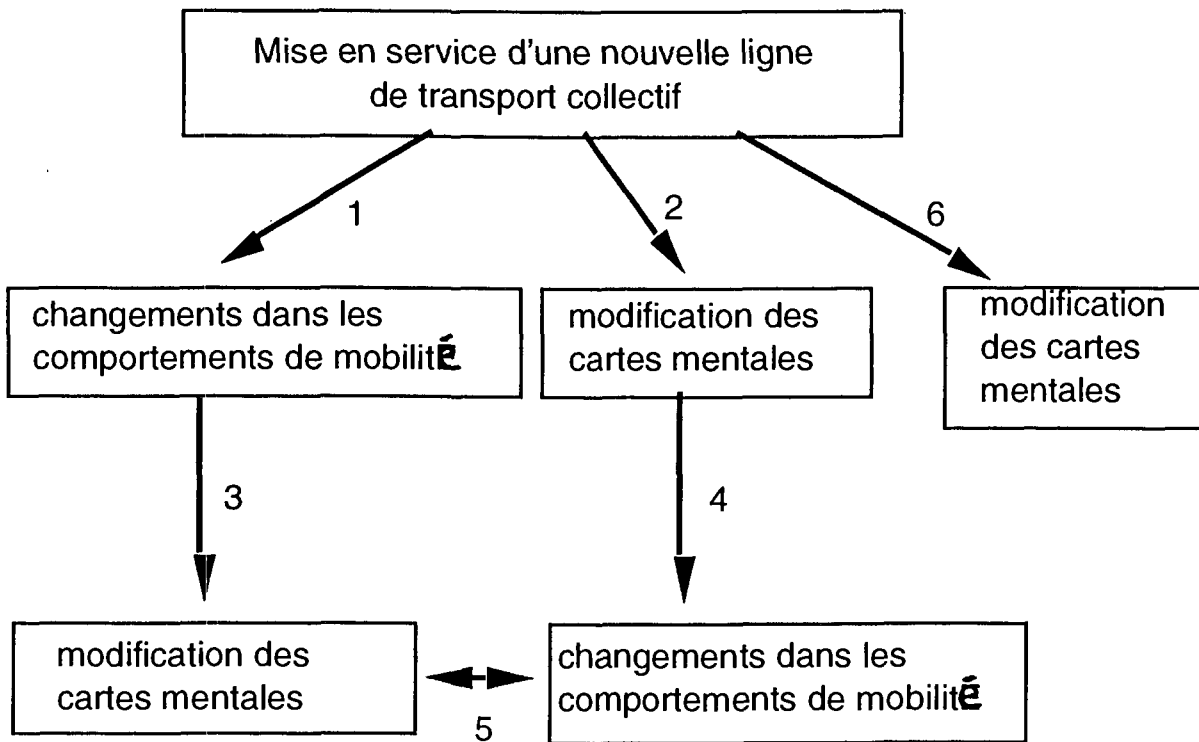 Mise en service d'une nouvelle ligne
de transport collectif
1
2
6
changements dans les
comportements de mobilité
modification des
cartes mentales
modification
des cartes
mentales
3
4
modification des
cartes mentales
5
changements dans les
comportements de mobilité